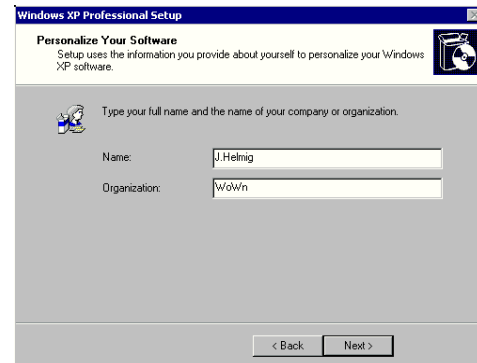 Windows XP Professional Setup
Personalize Your Software
Setup uses the information you provide about yourself to personalize your Windows
XP software.
Type your full name and the name of your company or organization.
Name:
J.Helmig
Organization:
WoWn
< Back
Next >